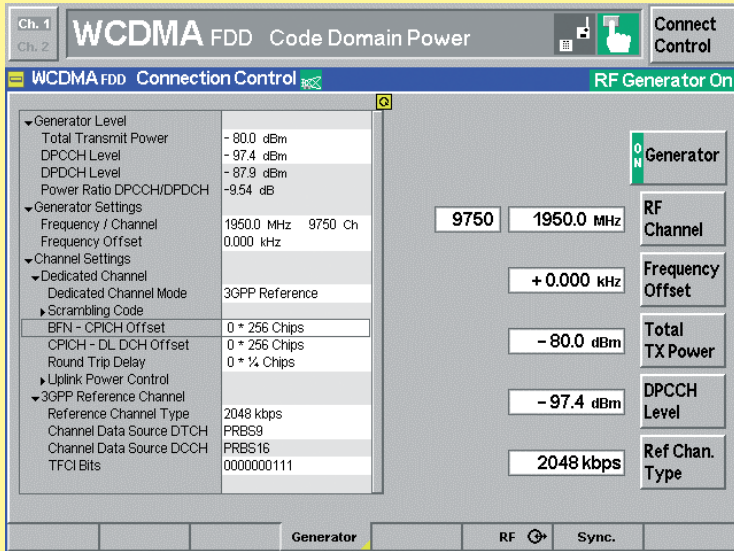 Ch. 1
Ch. 2
WCDMA FDD Code Domain Power
Connect
Control
WCDMA FDD Connection Control
RF Generator On
Generator Level
Total Transmit Power - 80.0 dBm
DPCCH Level - 97.4 dBm
DPDCH Level - 87.9 dBm
Power Ratio DPCCH/DPDCH -9.54 dB
Generator Settings
Frequency / Channel 1950.0 MHz 9750 Ch
Frequency Offset 0.000 kHz
Channel Settings
Dedicated Channel
Dedicated Channel Mode 3GPP Reference
Scrambling Code
BFN - CPICH Offset 0 * 256 Chips
CPICH - DL DCH Offset 0 * 256 Chips
Round Trip Delay 0 * ¼ Chips
Uplink Power Control
3GPP Reference Channel
Reference Channel Type 2048 kbps
Channel Data Source DTCH PRBS9
Channel Data Source DCCH PRBS16
TFCI Bits 0000000111
ON Generator
9750 1950.0 MHz
RF
Channel
+ 0.000 kHz
Frequency
Offset
- 80.0 dBm
Total
TX Power
- 97.4 dBm
DPCCH
Level
2048 kbps
Ref Chan.
Type
Generator
RF
Sync.